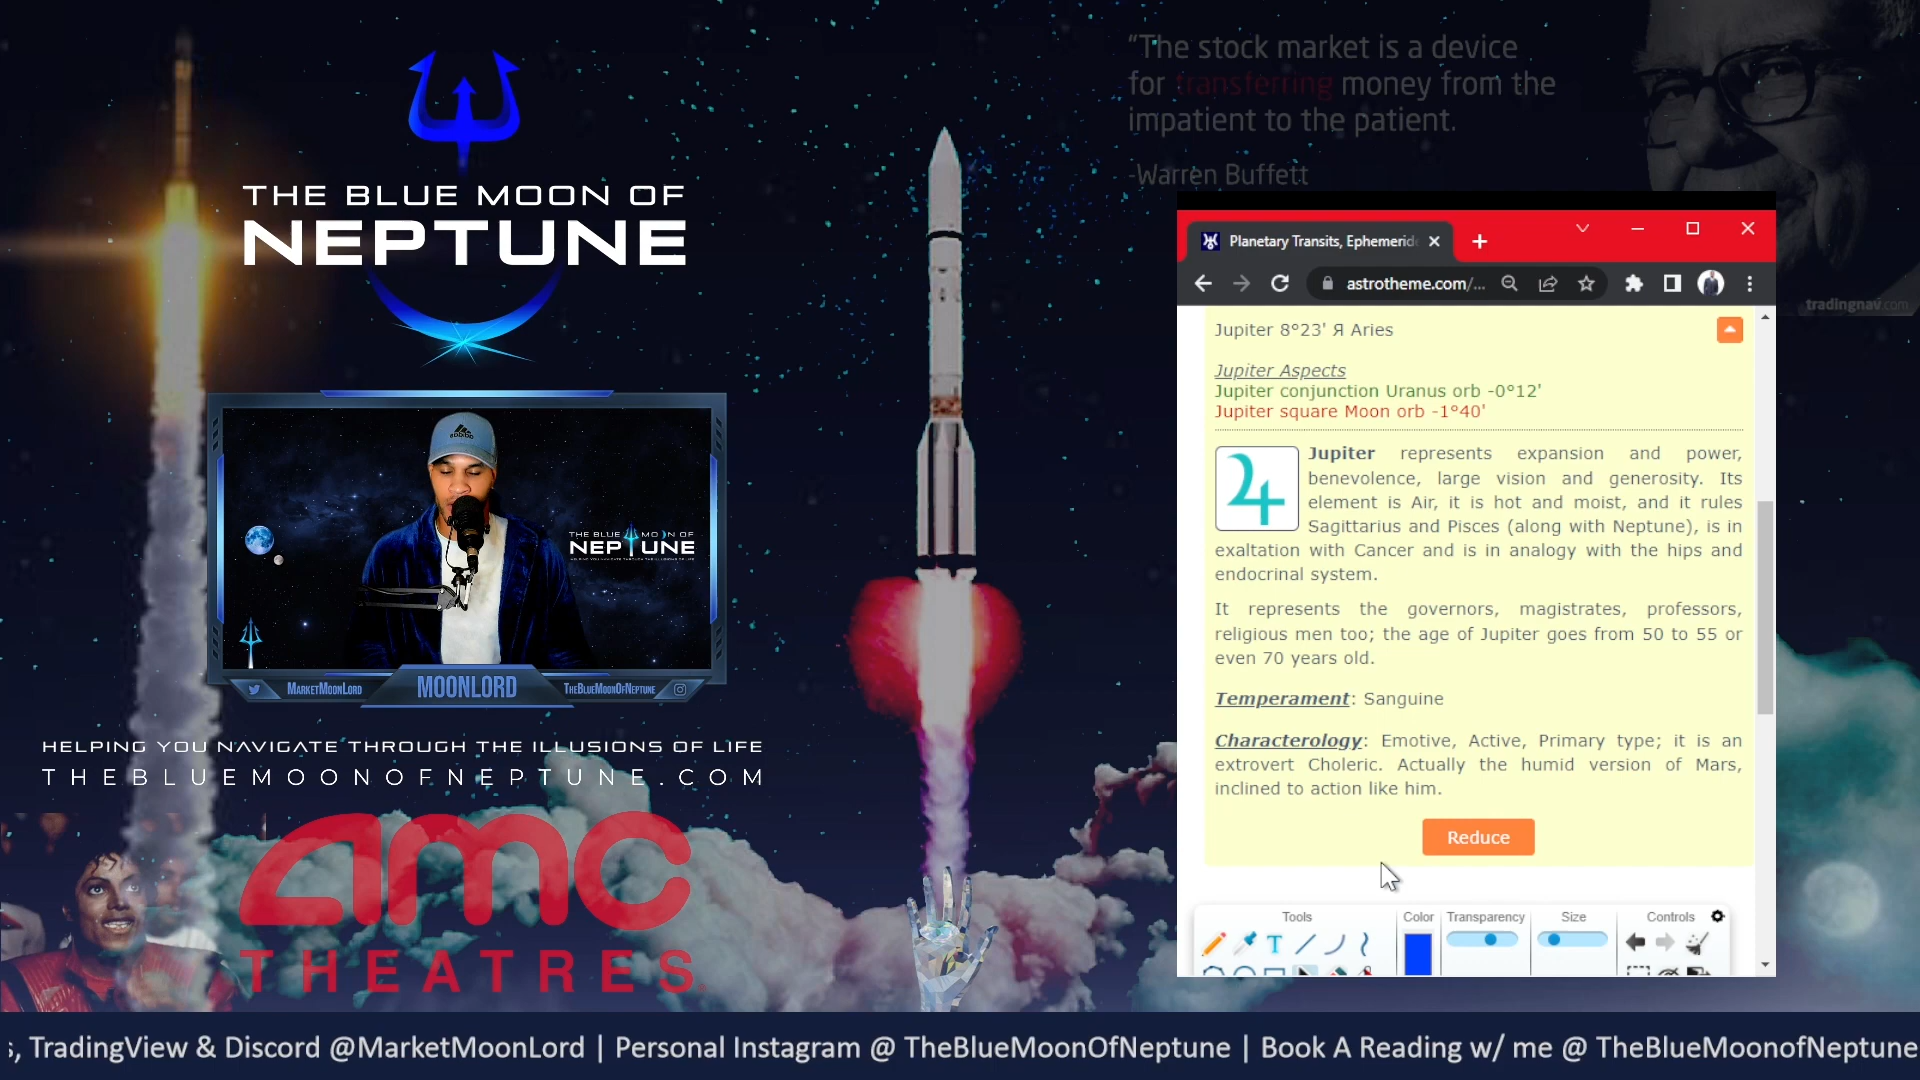 "The stock market is a device
for transferring money from the
impatient to the patient.
-Warren Buffett
tradingnav.com
THE BLUE MOON OF
NEPTUNE
adidas
THE BLUE MOON OF
NEPTUNE
MARKETMOONLORD
MOONLORD
THEBLUEMOONOFNEPTUNE
HELPING YOU NAVIGATE THROUGH THE ILLUSIONS OF LIFE
THEBLUEMOONOFNEPTUNE.COM
amc
THEATRES
Planetary Transits, Ephemerid
astrotheme.com/...
Jupiter 8°23' Я Aries
Jupiter Aspects
Jupiter conjunction Uranus orb -0°12'
Jupiter square Moon orb -1°40'
Jupiter represents expansion and power,
benevolence, large vision and generosity. Its
element is Air, it is hot and moist, and it rules
Sagittarius and Pisces (along with Neptune), is in
exaltation with Cancer and is in analogy with the hips and
endocrinal system.
It represents the governors, magistrates, professors,
religious men too; the age of Jupiter goes from 50 to 55 or
even 70 years old.
Temperament: Sanguine
Characterology: Emotive, Active, Primary type; it is an
extrovert Choleric. Actually the humid version of Mars,
inclined to action like him.
Reduce
Tools
Color
Transparency
Size
Controls
s, TradingView & Discord @MarketMoonLord | Personal Instagram @ TheBlueMoonOfNeptune | Book A Reading w/ me @ TheBlueMoonofNeptune